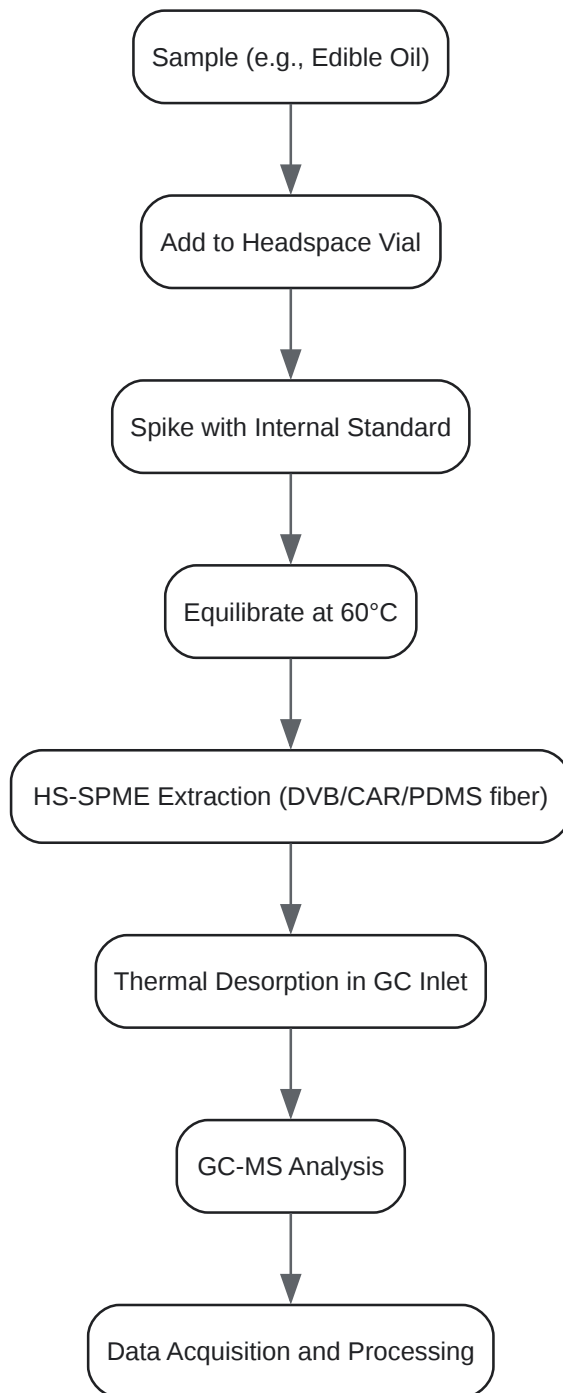 Sample (e.g., Edible Oil)
Add to Headspace Vial
Spike with Internal Standard
Equilibrate at 60°C
HS-SPME Extraction (DVB/CAR/PDMS fiber)
Thermal Desorption in GC Inlet
GC-MS Analysis
Data Acquisition and Processing